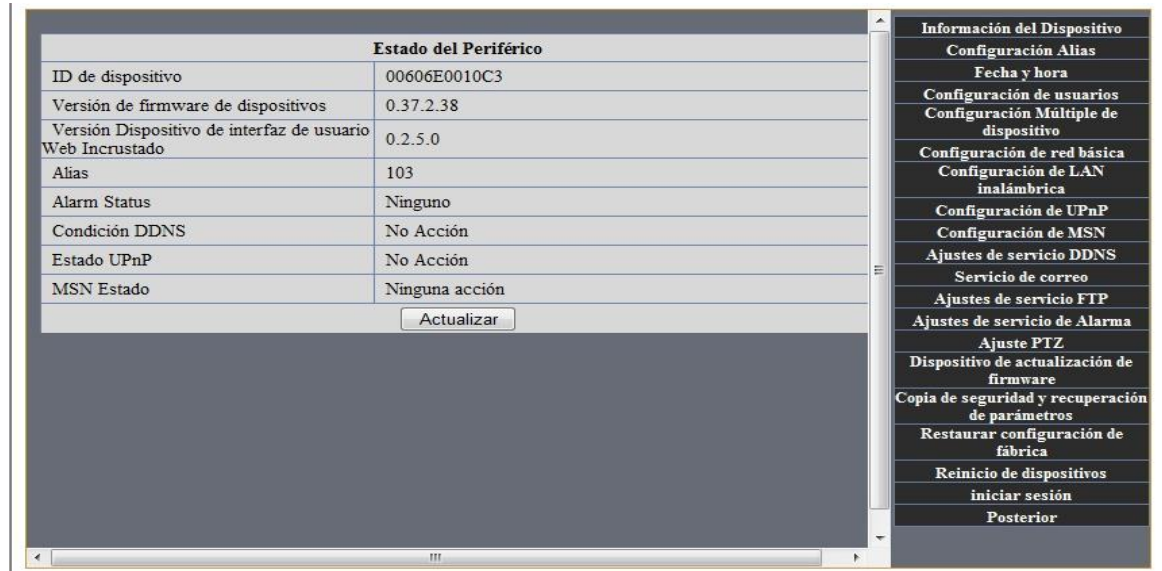 Estado del Periférico
ID de dispositivo 00606E0010C3
Versión de firmware de dispositivos 0.37.2.38
Versión Dispositivo de interfaz de usuario
Web Incrustado 0.2.5.0
Alias 103
Alarm Status Ninguno
Condición DDNS No Acción
Estado UPnP No Acción
MSN Estado Ninguna acción
Actualizar
Información del Dispositivo
Configuración Alias
Fecha y hora
Configuración de usuarios
Configuración Múltiple de
dispositivo
Configuración de red básica
Configuración de LAN
inalámbrica
Configuración de UPnP
Configuración de MSN
Ajustes de servicio DDNS
Servicio de correo
Ajustes de servicio FTP
Ajustes de servicio de Alarma
Ajuste PTZ
Dispositivo de actualización de
firmware
Copia de seguridad y recuperación
de parámetros
Restaurar configuración de
fábrica
Reinicio de dispositivos
iniciar sesión
Posterior